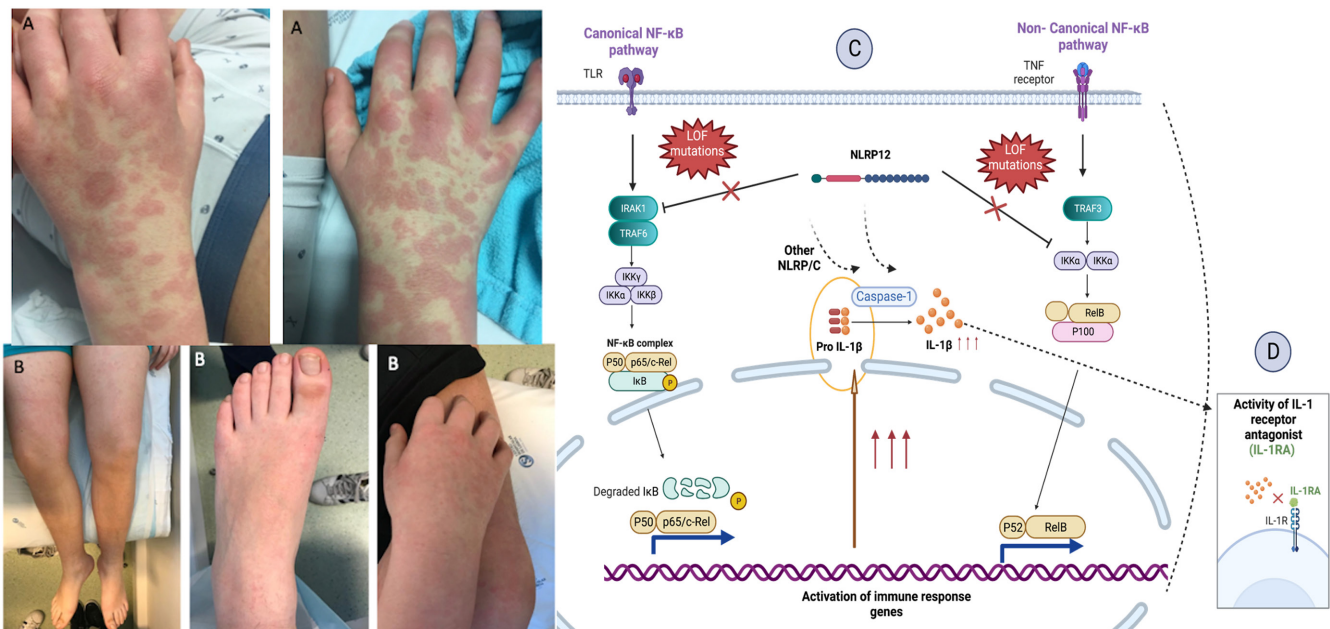 A
A
B
B
B
C
Canonical NF-κB
pathway
TLR
Non- Canonical NF-κB
pathway
TNF
receptor
LOF
mutations
NLRP12
LOF
mutations
IRAK1
TRAF6
TRAF3
IKKγ
IKKα
IKKβ
IKKα
IKKα
Other
NLRP/C
Caspase-1
Pro IL-1β
IL-1β
RelB
P100
NF-κB complex
P50
p65/c-Rel
IκB
P
Degraded IκB
P
P50
p65/c-Rel
P52
RelB
Activation of immune response
genes
D
Activity of IL-1
receptor
antagonist
(IL-1RA)
IL-1RA
IL-1R